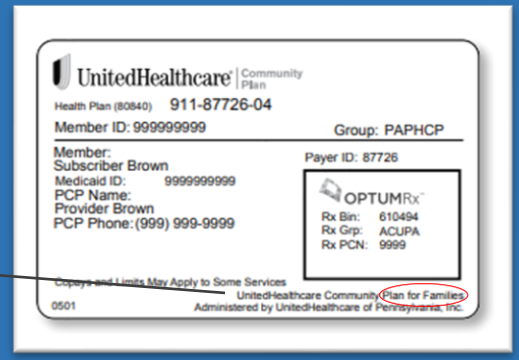 UnitedHealthcare® Community Plan
Health Plan (80840) 911-87726-04
Member ID: 999999999 Group: PAPHCP
Member:
Subscriber Brown
Medicaid ID: 9999999999
PCP Name:
Provider Brown
PCP Phone: (999) 999-9999
Payer ID: 87726
OPTUMRx™
Rx Bin: 610494
Rx Grp: ACUPA
Rx PCN: 9999
Copays and Limits May Apply to Some Services
UnitedHealthcare Community Plan for Families
0501 Administered by UnitedHealthcare of Pennsylvania, Inc.